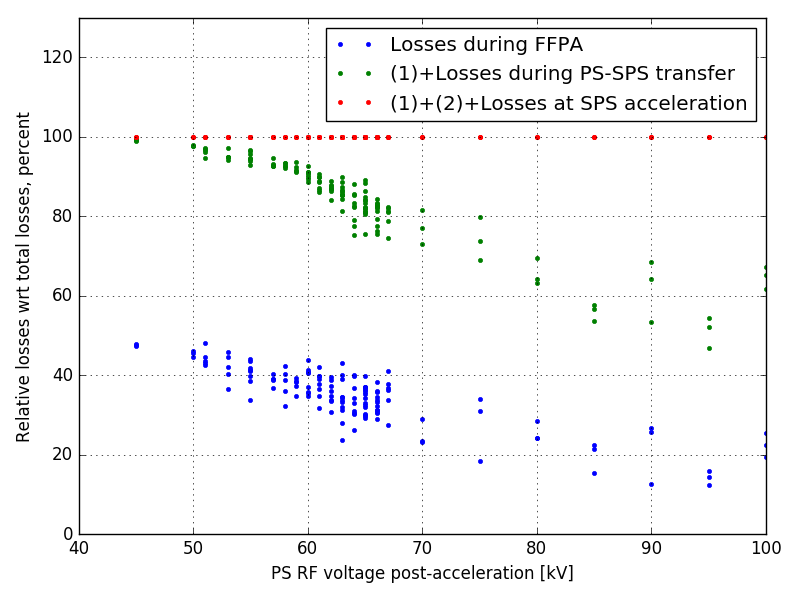 Losses during FFPA
(1)+Losses during PS-SPS transfer
(1)+(2)+Losses at SPS acceleration
Relative losses wrt total losses, percent
120
100
80
60
40
20
0
40 50 60 70 80 90 100
PS RF voltage post-acceleration [kV]